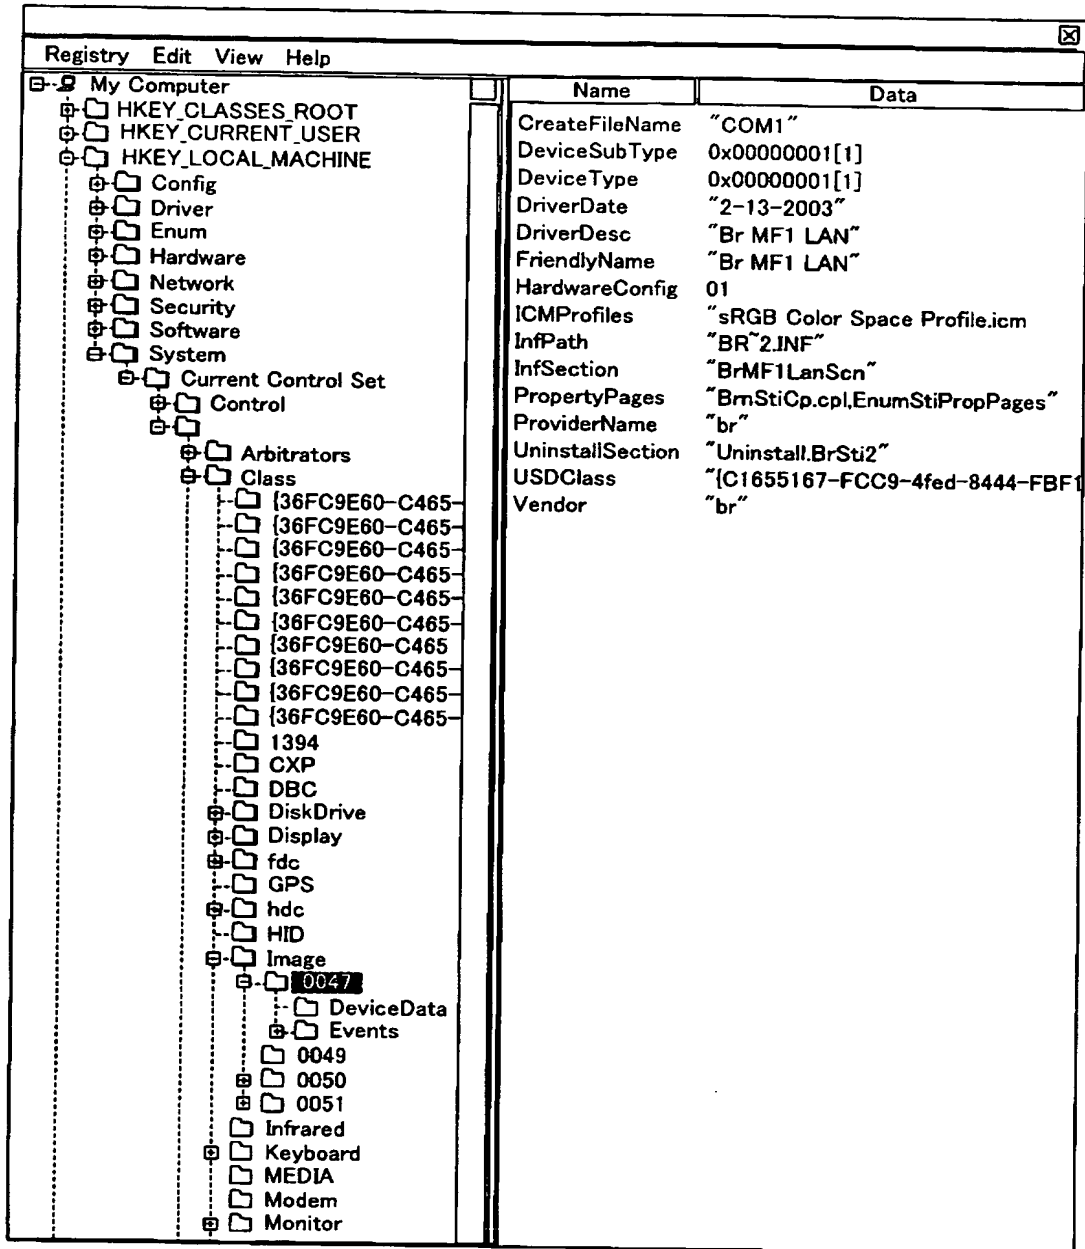 Registry Edit View Help
My Computer
HKEY_CLASSES_ROOT
HKEY_CURRENT_USER
HKEY_LOCAL_MACHINE
Config
Driver
Enum
Hardware
Network
Security
Software
System
Current Control Set
Control
Arbitrators
Class
{36FC9E60-C465-
{36FC9E60-C465-
{36FC9E60-C465-
{36FC9E60-C465-
{36FC9E60-C465-
{36FC9E60-C465-
{36FC9E60-C465
{36FC9E60-C465-
{36FC9E60-C465-
{36FC9E60-C465-
1394
CXP
DBC
DiskDrive
Display
fdc
GPS
hdc
HID
Image
0047
DeviceData
Events
0049
0050
0051
Infrared
Keyboard
MEDIA
Modem
Monitor
Name Data
CreateFileName "COM1"
DeviceSubType 0x00000001[1]
DeviceType 0x00000001[1]
DriverDate "2-13-2003"
DriverDesc "Br MF1 LAN"
FriendlyName "Br MF1 LAN"
HardwareConfig 01
ICMProfiles "sRGB Color Space Profile.icm
InfPath "BR~2.INF"
InfSection "BrMF1LanScn"
PropertyPages "BrnStiCp.cpl,EnumStiPropPages"
ProviderName "br"
UninstallSection "Uninstall.BrSti2"
USDClass "{C1655167-FCC9-4fed-8444-FBF1
Vendor "br"